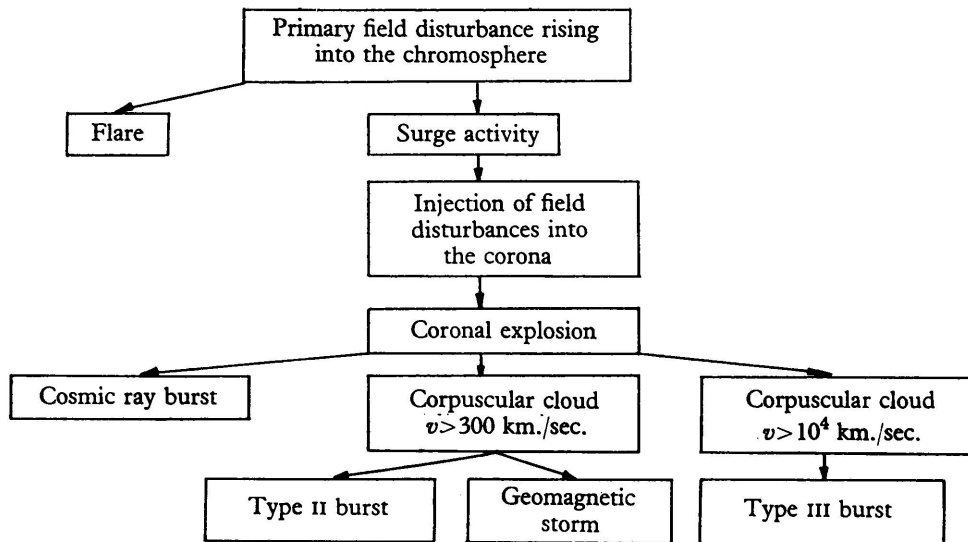 Primary field disturbance rising
into the chromosphere
Flare
Surge activity
Injection of field
disturbances into
the corona
Coronal explosion
Cosmic ray burst
Corpuscular cloud
v>300 km./sec.
Corpuscular cloud
v>10⁴ km./sec.
Type II burst
Geomagnetic
storm
Type III burst